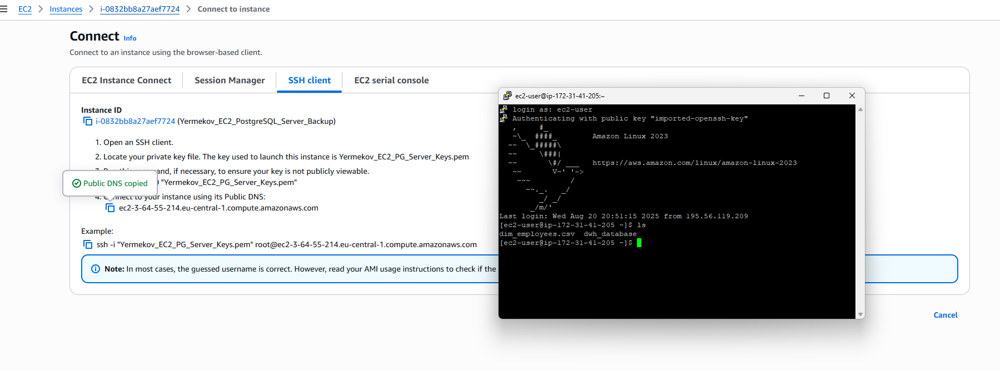 EC2 > Instances > i-0832bb8a27aef7724 > Connect to instance
Connect Info
Connect to an instance using the browser-based client.
EC2 Instance Connect
Session Manager
SSH client
EC2 serial console
Instance ID
i-0832bb8a27aef7724 (Yermekov_EC2_PostgreSQL_Server_Backup)
1. Open an SSH client.
2. Locate your private key file. The key used to launch this instance is Yermekov_EC2_PG_Server_Keys.pem
if necessary, to ensure your key is not publicly viewable.
"Yermekov_EC2_PG_Server_Keys.pem"
Public DNS copied
4. Connect to your instance using its Public DNS:
ec2-3-64-55-214.eu-central-1.compute.amazonaws.com
Example:
ssh -i "Yermekov_EC2_PG_Server_Keys.pem" root@ec2-3-64-55-214.eu-central-1.compute.amazonaws.com
Note: In most cases, the guessed username is correct. However, read your AMI usage instructions to check if the
Cancel
ec2-user@ip-172-31-41-205:~
login as: ec2-user
Authenticating with public key "imported-openssh-key"
   ,     #_
   ~\_  ####_        Amazon Linux 2023
  ~~  \_#####\
  ~~     \###|
  ~~       \#/ ___   https://aws.amazon.com/linux/amazon-linux-2023
   ~~       V~' '->
    ~~~         /
      ~~._.   _/
         _/ _/
       _/m/'
Last login: Wed Aug 20 20:51:15 2025 from 195.56.119.209
[ec2-user@ip-172-31-41-205 ~]$ ls
dim_employees.csv  dwh_database
[ec2-user@ip-172-31-41-205 ~]$